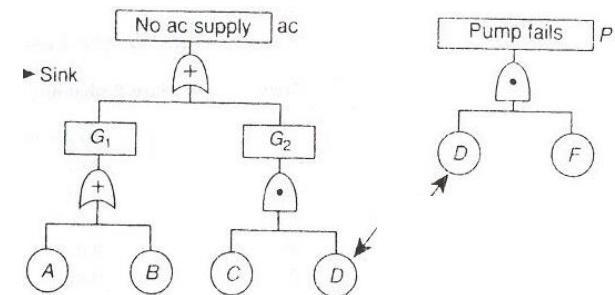 No ac supply ac
Pump fails P
Sink
+
•
G1 G2
D F
+ •
A B C D